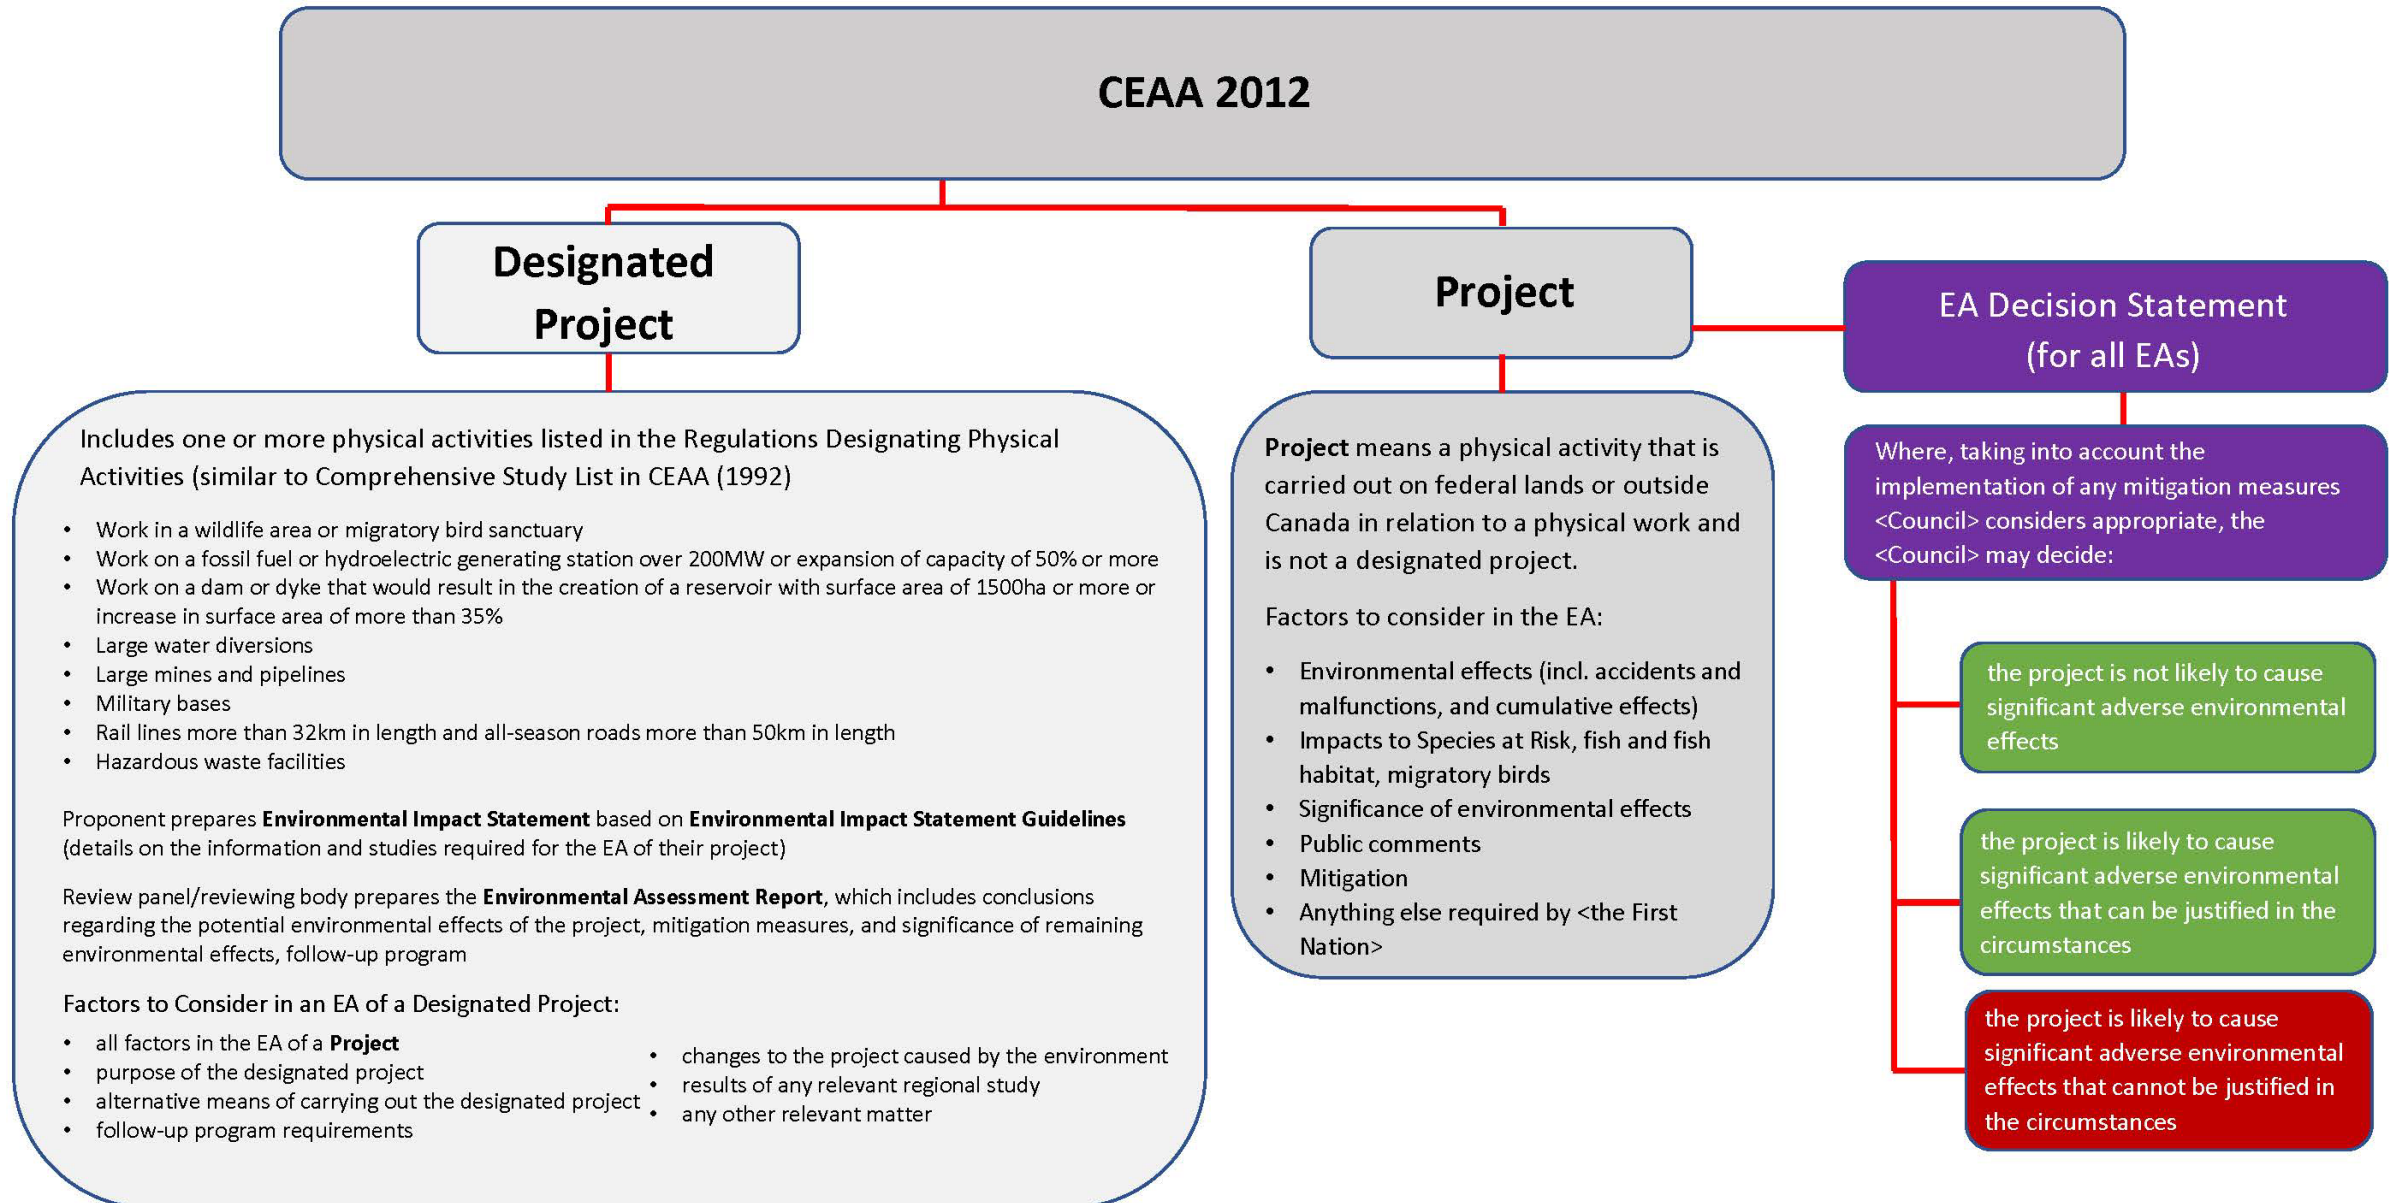 CEAA 2012
Designated
Project
Includes one or more physical activities listed in the Regulations Designating Physical
Activities (similar to Comprehensive Study List in CEAA (1992)
• Work in a wildlife area or migratory bird sanctuary
• Work on a fossil fuel or hydroelectric generating station over 200MW or expansion of capacity of 50% or more
• Work on a dam or dyke that would result in the creation of a reservoir with surface area of 1500ha or more or
increase in surface area of more than 35%
• Large water diversions
• Large mines and pipelines
• Military bases
• Rail lines more than 32km in length and all-season roads more than 50km in length
• Hazardous waste facilities
Proponent prepares Environmental Impact Statement based on Environmental Impact Statement Guidelines
(details on the information and studies required for the EA of their project)
Review panel/reviewing body prepares the Environmental Assessment Report, which includes conclusions
regarding the potential environmental effects of the project, mitigation measures, and significance of remaining
environmental effects, follow-up program
Factors to Consider in an EA of a Designated Project:
• all factors in the EA of a Project
• purpose of the designated project
• alternative means of carrying out the designated project
• follow-up program requirements
• changes to the project caused by the environment
• results of any relevant regional study
• any other relevant matter
Project
Project means a physical activity that is
carried out on federal lands or outside
Canada in relation to a physical work and
is not a designated project.
Factors to consider in the EA:
• Environmental effects (incl. accidents and
malfunctions, and cumulative effects)
• Impacts to Species at Risk, fish and fish
habitat, migratory birds
• Significance of environmental effects
• Public comments
• Mitigation
• Anything else required by <the First
Nation>
EA Decision Statement
(for all EAs)
Where, taking into account the
implementation of any mitigation measures
<Council> considers appropriate, the
<Council> may decide:
the project is not likely to cause
significant adverse environmental
effects
the project is likely to cause
significant adverse environmental
effects that can be justified in the
circumstances
the project is likely to cause
significant adverse environmental
effects that cannot be justified in
the circumstances